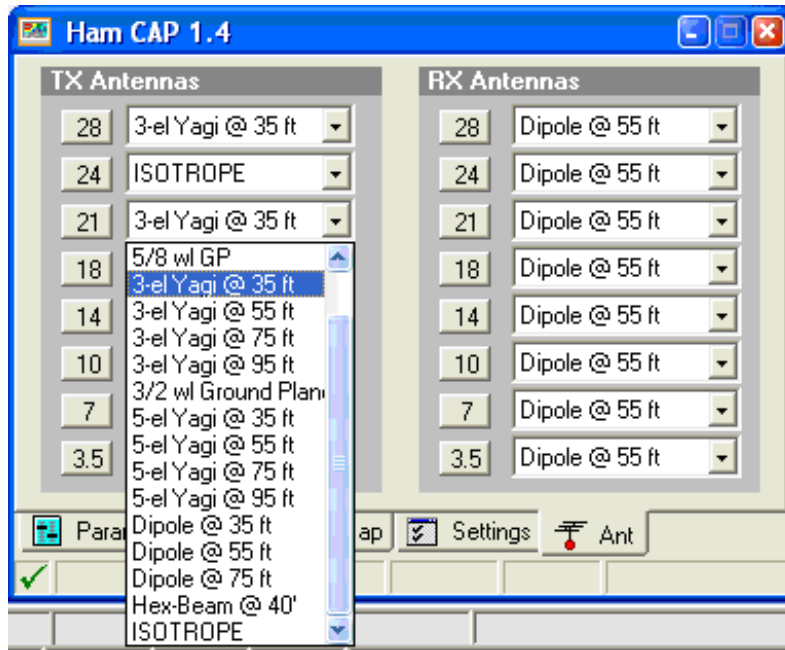 Ham CAP 1.4
TX Antennas
28 3-el Yagi @ 35 ft
24 ISOTROPE
21 3-el Yagi @ 35 ft
18
14
10
7
3.5
5/8 wl GP
3-el Yagi @ 35 ft
3-el Yagi @ 55 ft
3-el Yagi @ 75 ft
3-el Yagi @ 95 ft
3/2 wl Ground Plan
5-el Yagi @ 35 ft
5-el Yagi @ 55 ft
5-el Yagi @ 75 ft
5-el Yagi @ 95 ft
Dipole @ 35 ft
Dipole @ 55 ft
Dipole @ 75 ft
Hex-Beam @ 40'
ISOTROPE
RX Antennas
28 Dipole @ 55 ft
24 Dipole @ 55 ft
21 Dipole @ 55 ft
18 Dipole @ 55 ft
14 Dipole @ 55 ft
10 Dipole @ 55 ft
7 Dipole @ 55 ft
3.5 Dipole @ 55 ft
Para ap Settings Ant